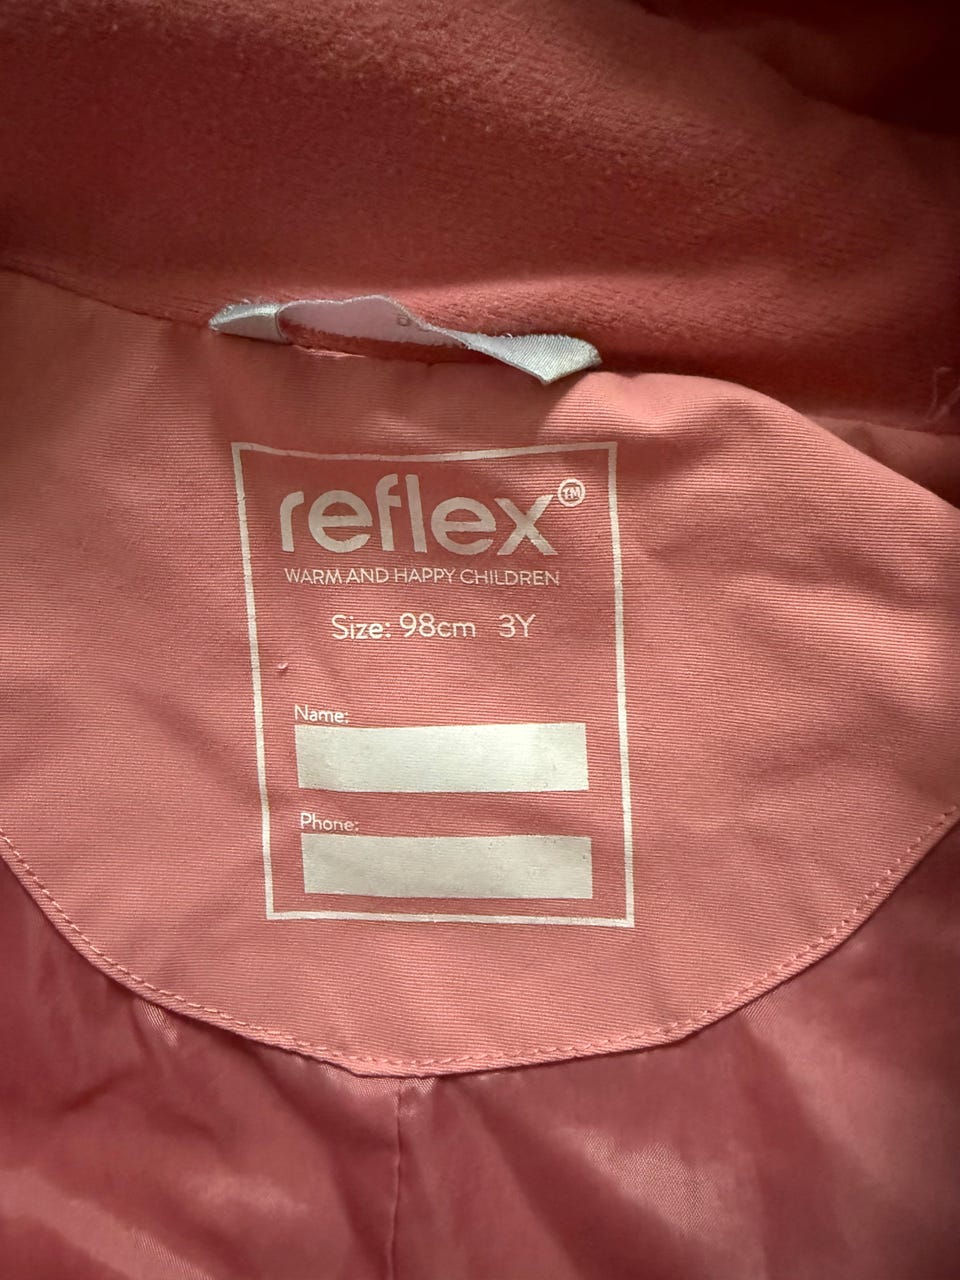 reflex™
WARM AND HAPPY CHILDREN
Size: 98cm 3Y
Name:
Phone: